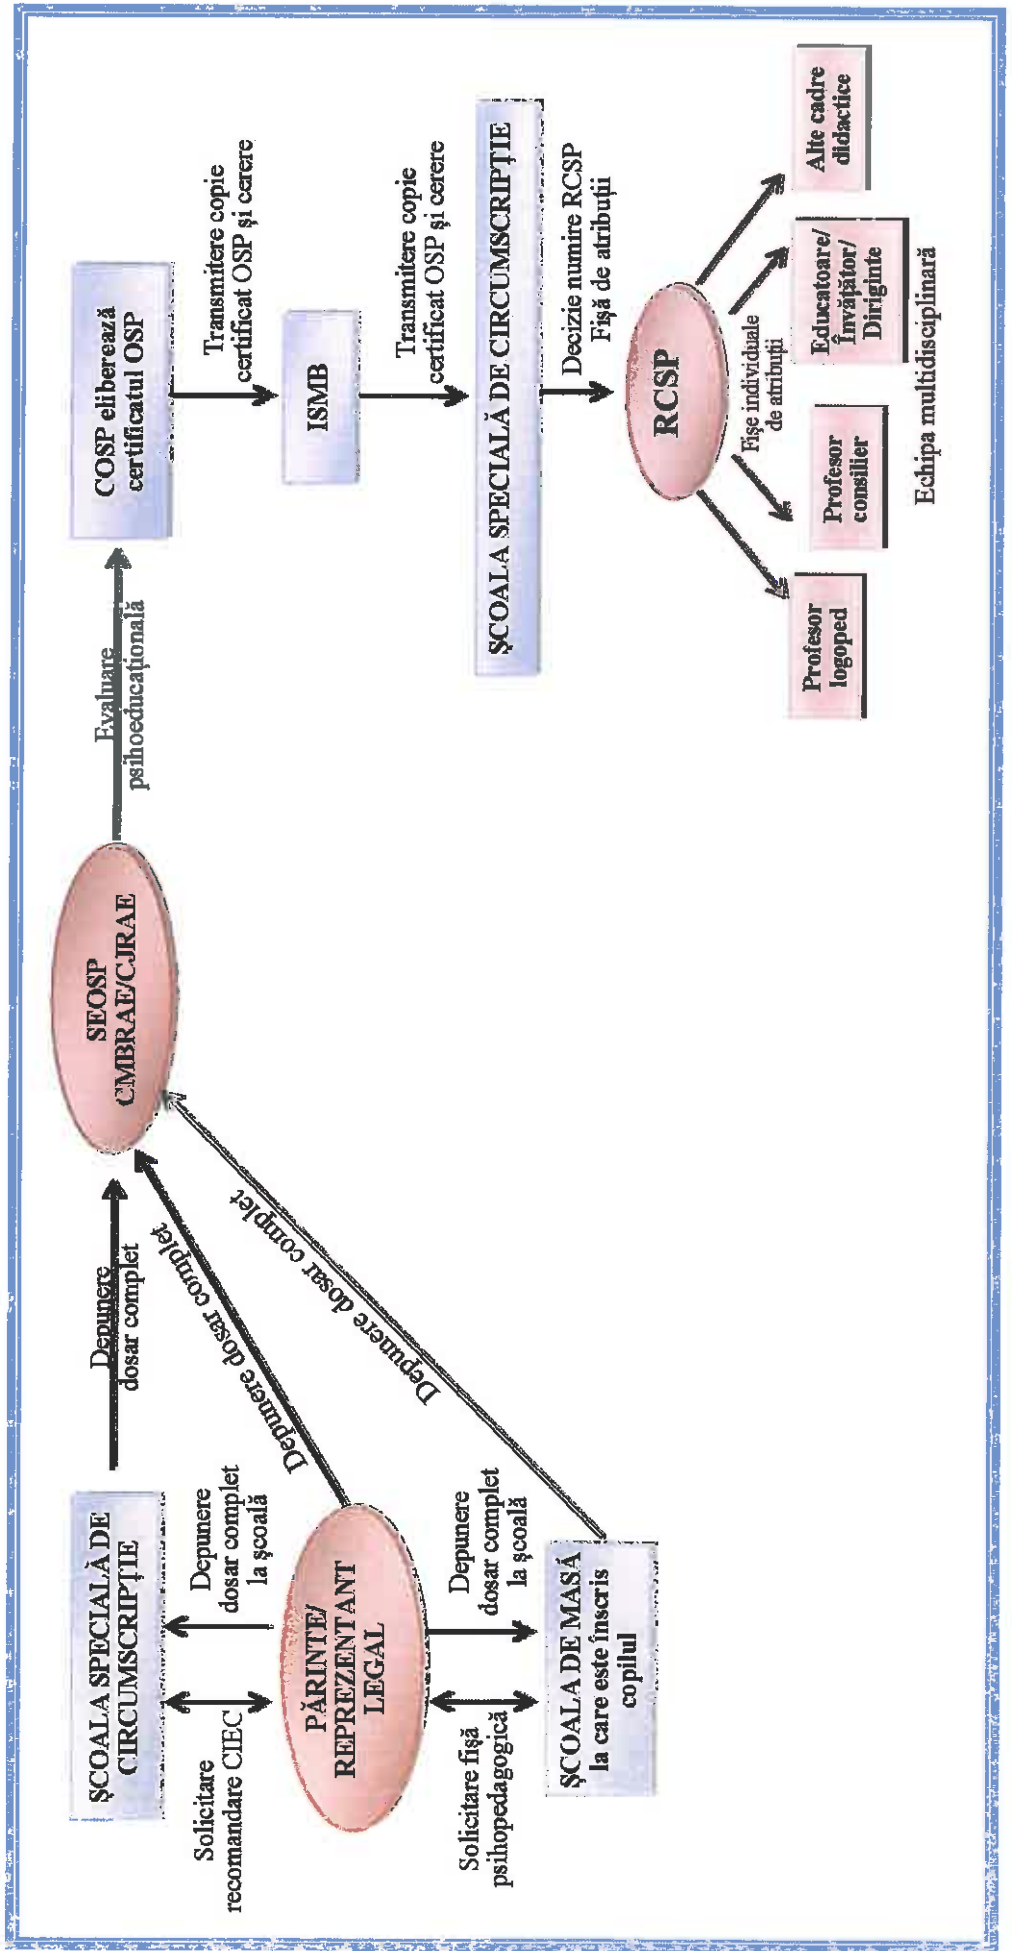 ŞCOALA SPECIALĂ DE
CIRCUMSCRIPŢIE
Solicitare
recomandare CIEC
Depunere
dosar complet
la şcoală
PĂRINTE/
REPREZENTANT
LEGAL
Solicitare fişă
psihopedagogică
Depunere
dosar complet
la şcoală
ŞCOALA DE MASĂ
la care este înscris
copilul
Depunere
dosar complet
Depunere dosar complet
Depunere dosar complet
SEOSP
CMBRAE/CJRAE
Evaluare
psihoeducaţională
COSP eliberează
certificatul OSP
Transmitere copie
certificat OSP şi cerere
ISMB
Transmitere copie
certificat OSP şi cerere
ŞCOALA SPECIALĂ DE CIRCUMSCRIPŢIE
Decizie numire RCSP
Fişă de atribuţii
RCSP
Fişe individuale
de atribuţii
Profesor
logoped
Profesor
consilier
Educatoare/
Învăţător/
Diriginte
Alte cadre
didactice
Echipa multidisciplinară